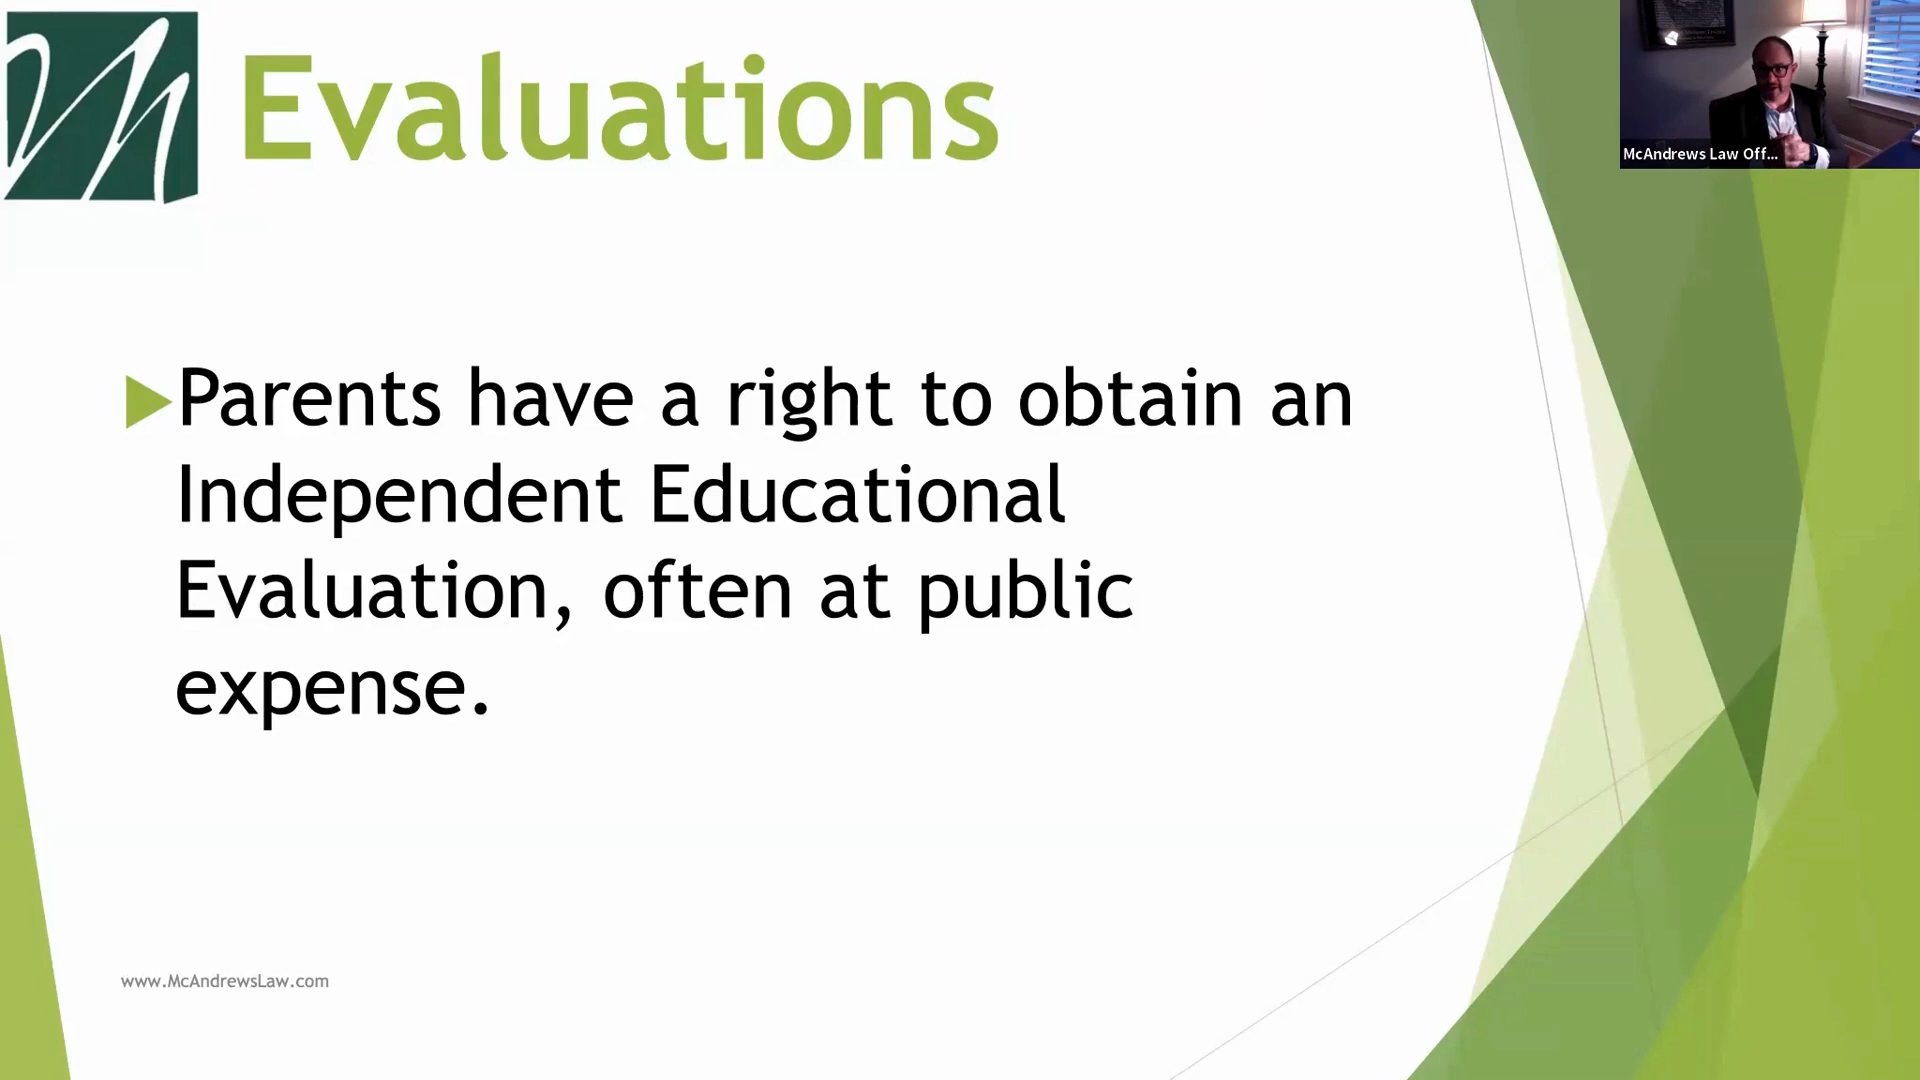 Evaluations
McAndrews Law Off...
Parents have a right to obtain an
Independent Educational
Evaluation, often at public
expense.
www.McAndrewsLaw.com